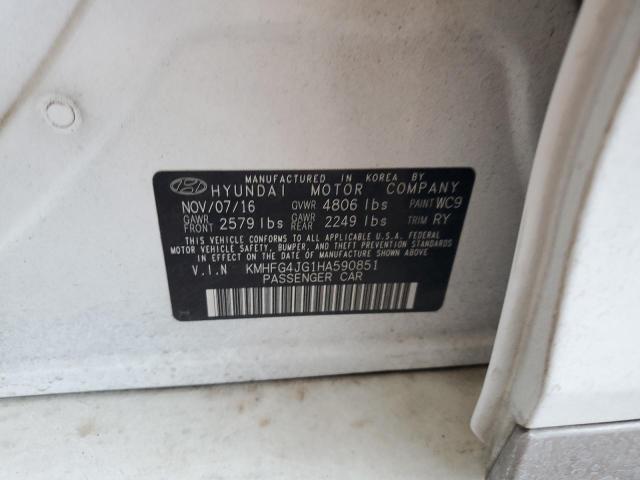 MANUFACTURED IN KOREA BY
HYUNDAI MOTOR COMPANY
NOV/07/16 GVWR 4806 lbs PAINT WC9
GAWR FRONT 2579 lbs GAWR REAR 2249 lbs TRIM RY
THIS VEHICLE CONFORMS TO ALL APPLICABLE U.S.A. FEDERAL
MOTOR VEHICLE SAFETY, BUMPER, AND THEFT PREVENTION STANDARDS
IN EFFECT ON THE DATE OF MANUFACTURE SHOWN ABOVE
V.I.N KMHFG4JG1HA590851
PASSENGER CAR